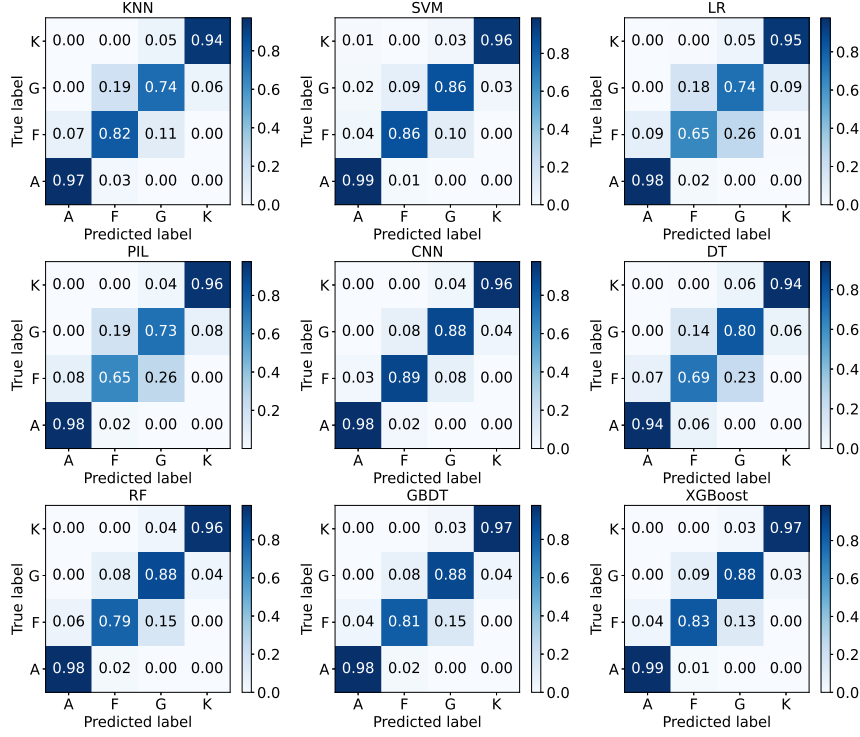 KNN
K 0.00 0.00 0.05 0.94
G 0.00 0.19 0.74 0.06
F 0.07 0.82 0.11 0.00
A 0.97 0.03 0.00 0.00
A F G K
Predicted label
True label
0.8
0.6
0.4
0.2
0.0
SVM
K 0.01 0.00 0.03 0.96
G 0.02 0.09 0.86 0.03
F 0.04 0.86 0.10 0.00
A 0.99 0.01 0.00 0.00
A F G K
Predicted label
True label
0.8
0.6
0.4
0.2
0.0
LR
K 0.00 0.00 0.05 0.95
G 0.00 0.18 0.74 0.09
F 0.09 0.65 0.26 0.01
A 0.98 0.02 0.00 0.00
A F G K
Predicted label
True label
0.8
0.6
0.4
0.2
0.0
PIL
K 0.00 0.00 0.04 0.96
G 0.00 0.19 0.73 0.08
F 0.08 0.65 0.26 0.00
A 0.98 0.02 0.00 0.00
A F G K
Predicted label
True label
0.8
0.6
0.4
0.2
CNN
K 0.00 0.00 0.04 0.96
G 0.00 0.08 0.88 0.04
F 0.03 0.89 0.08 0.00
A 0.98 0.02 0.00 0.00
A F G K
Predicted label
True label
0.8
0.6
0.4
0.2
0.0
DT
K 0.00 0.00 0.06 0.94
G 0.00 0.14 0.80 0.06
F 0.07 0.69 0.23 0.00
A 0.94 0.06 0.00 0.00
A F G K
Predicted label
True label
0.8
0.6
0.4
0.2
0.0
RF
K 0.00 0.00 0.04 0.96
G 0.00 0.08 0.88 0.04
F 0.06 0.79 0.15 0.00
A 0.98 0.02 0.00 0.00
A F G K
Predicted label
True label
0.8
0.6
0.4
0.2
0.0
GBDT
K 0.00 0.00 0.03 0.97
G 0.00 0.08 0.88 0.04
F 0.04 0.81 0.15 0.00
A 0.98 0.02 0.00 0.00
A F G K
Predicted label
True label
0.8
0.6
0.4
0.2
0.0
XGBoost
K 0.00 0.00 0.03 0.97
G 0.00 0.09 0.88 0.03
F 0.04 0.83 0.13 0.00
A 0.99 0.01 0.00 0.00
A F G K
Predicted label
True label
0.8
0.6
0.4
0.2
0.0